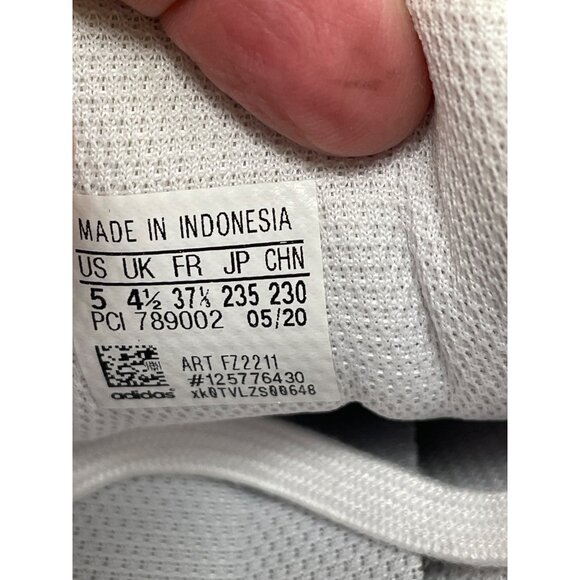 MADE IN INDONESIA
US UK FR JP CHN
5 4½ 37⅓ 235 230
PCI 789002 05/20
ART FZ2211
#125776430
adidas xk0TVLZS00648